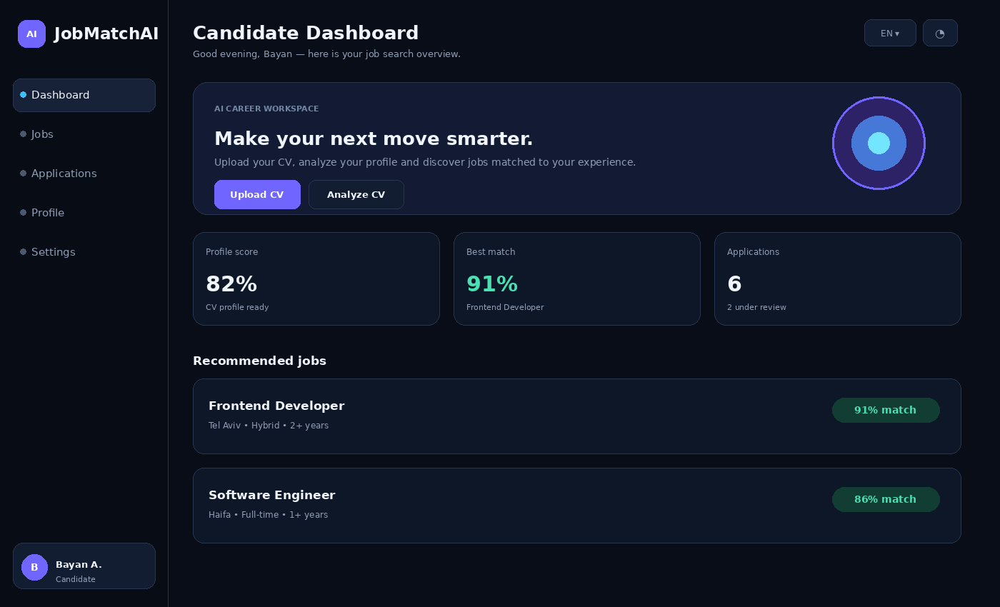 AI
JobMatchAI
Dashboard
Jobs
Applications
Profile
Settings
B
Bayan A.
Candidate
Candidate Dashboard
Good evening, Bayan — here is your job search overview.
EN ▾
AI CAREER WORKSPACE
Make your next move smarter.
Upload your CV, analyze your profile and discover jobs matched to your experience.
Upload CV
Analyze CV
Profile score
82%
CV profile ready
Best match
91%
Frontend Developer
Applications
6
2 under review
Recommended jobs
Frontend Developer
Tel Aviv • Hybrid • 2+ years
91% match
Software Engineer
Haifa • Full-time • 1+ years
86% match